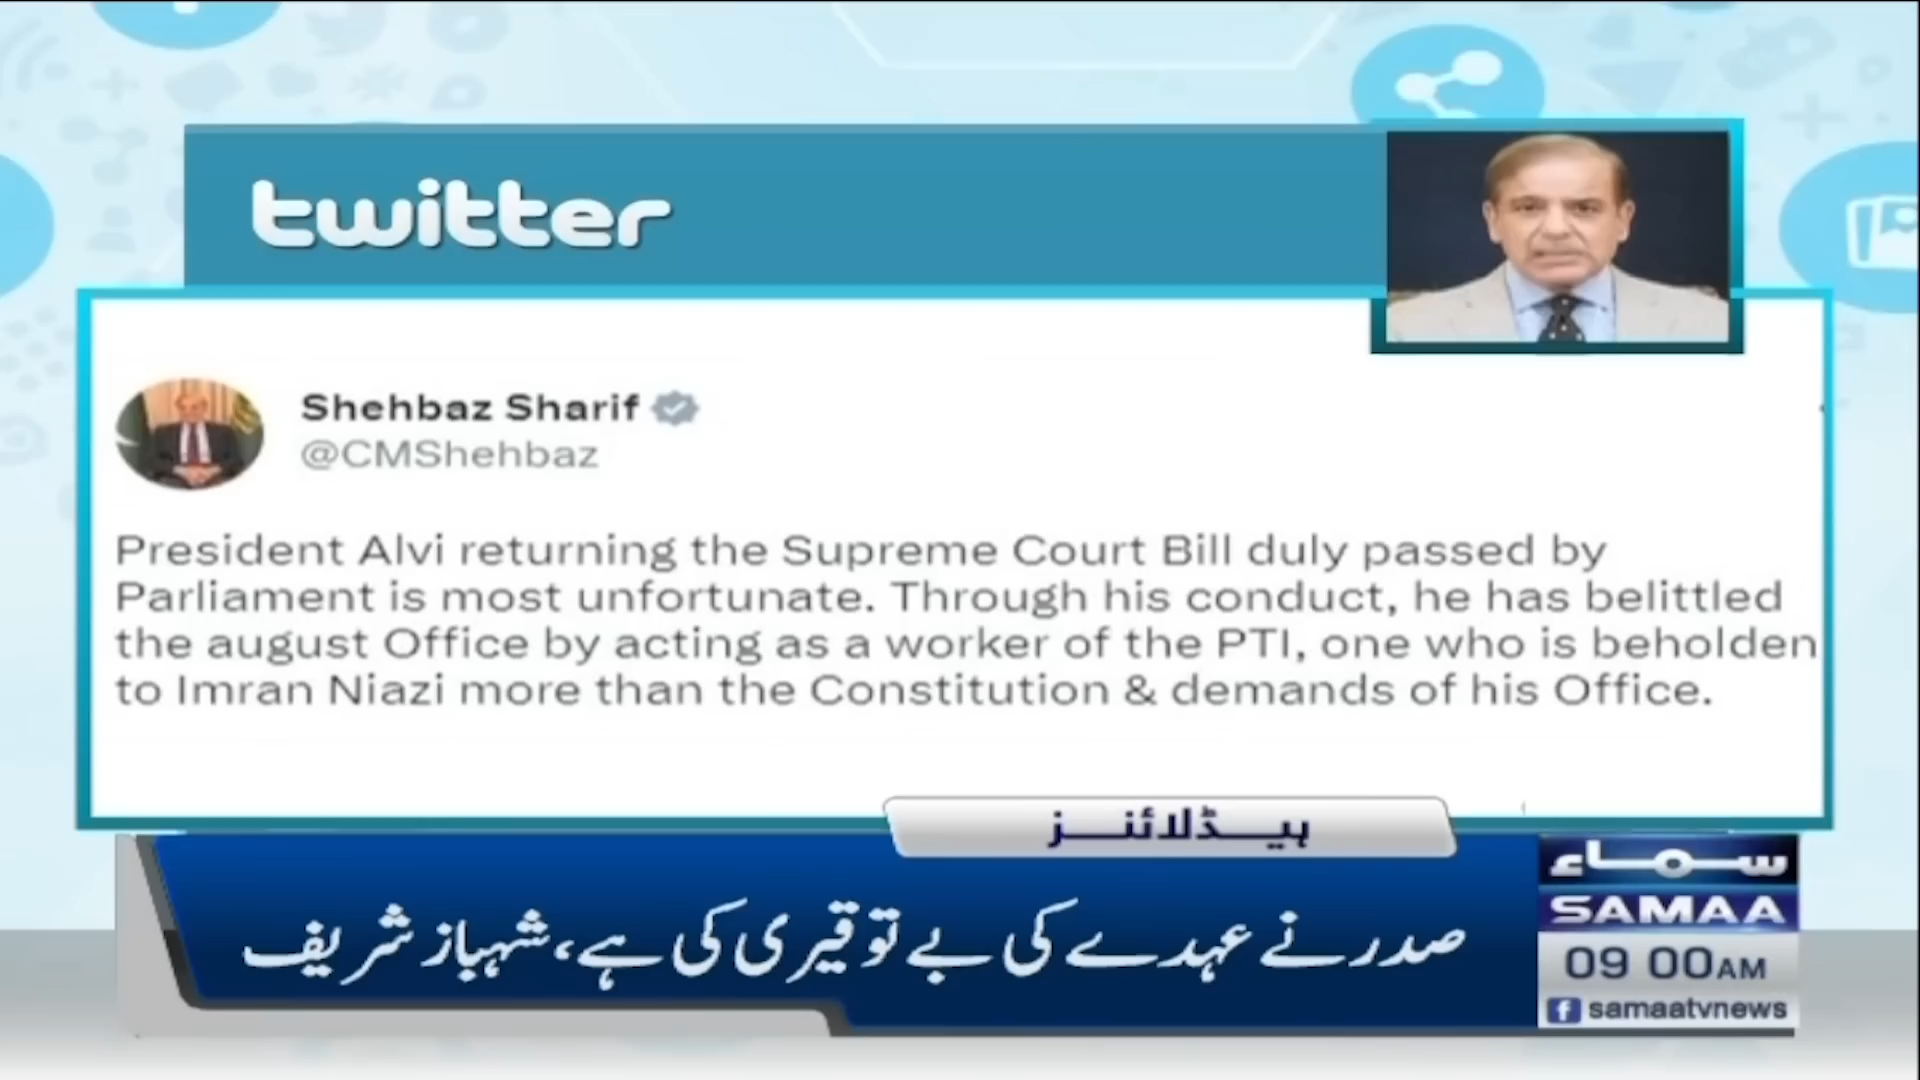 twitter
Shehbaz Sharif
@CMShehbaz
President Alvi returning the Supreme Court Bill duly passed by
Parliament is most unfortunate. Through his conduct, he has belittled
the august Office by acting as a worker of the PTI, one who is beholden
to Imran Niazi more than the Constitution & demands of his Office.
ہیڈلائنز
صدر نے عہدے کی بے توقیری کی ہے، شہباز شریف
سماء
SAMAA
09 00AM
samaatvnews